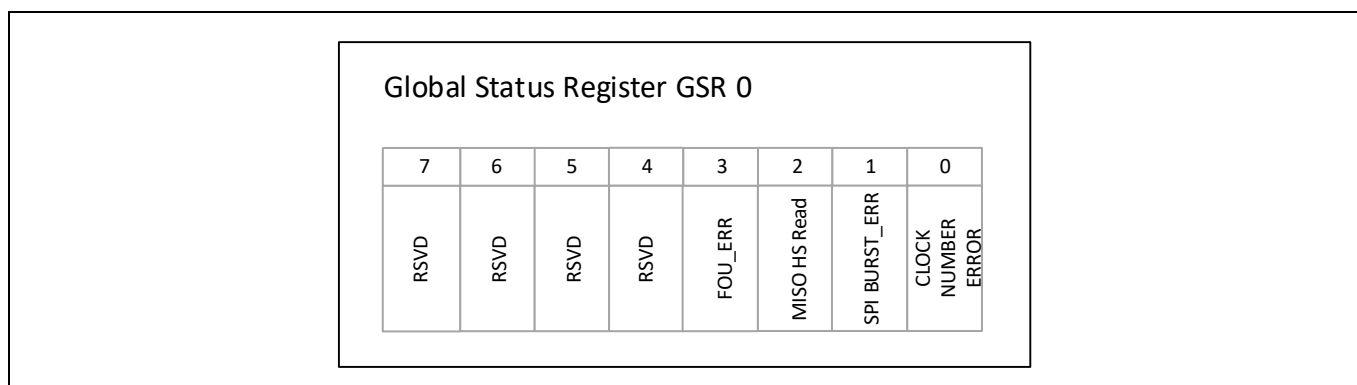 Global Status Register GSR 0
7 6 5 4 3 2 1 0
RSVD
RSVD
RSVD
RSVD
FOU_ERR
MISO HS Read
SPI BURST_ERR
CLOCK
NUMBER
ERROR